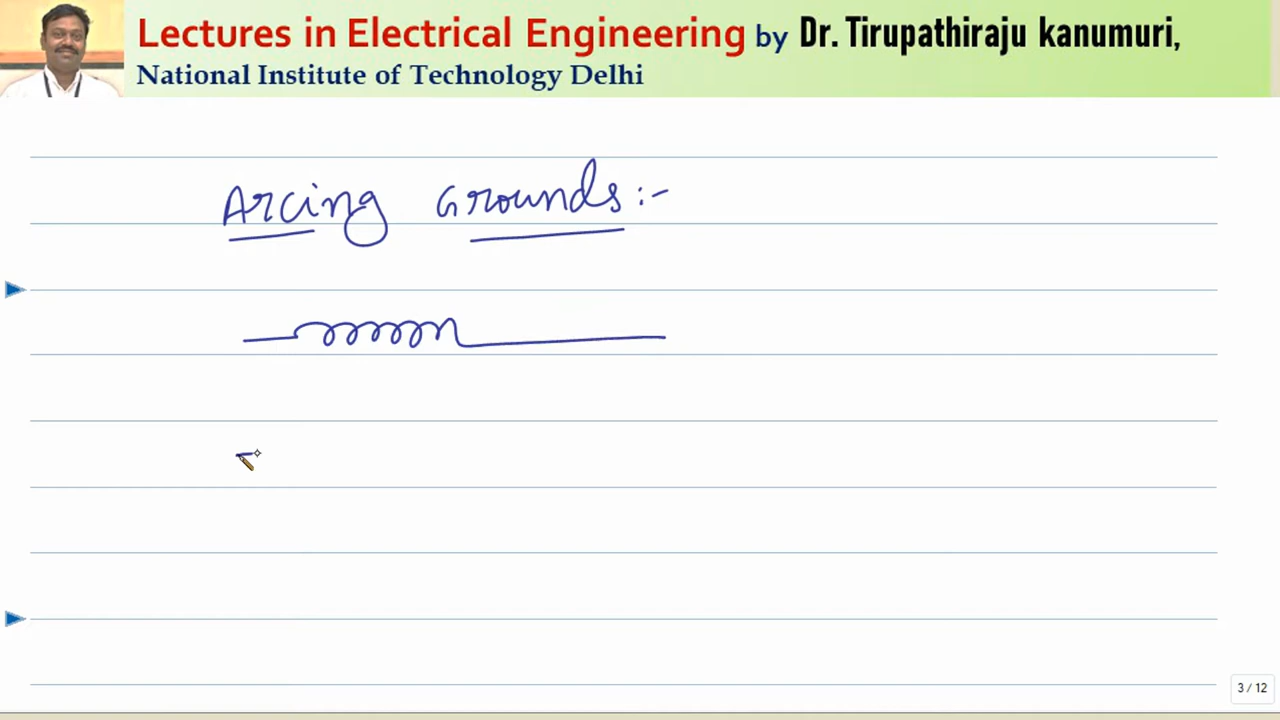 Lectures in Electrical Engineering by Dr. Tirupathiraju kanumuri,
National Institute of Technology Delhi
Arcing Grounds:-
3 / 12